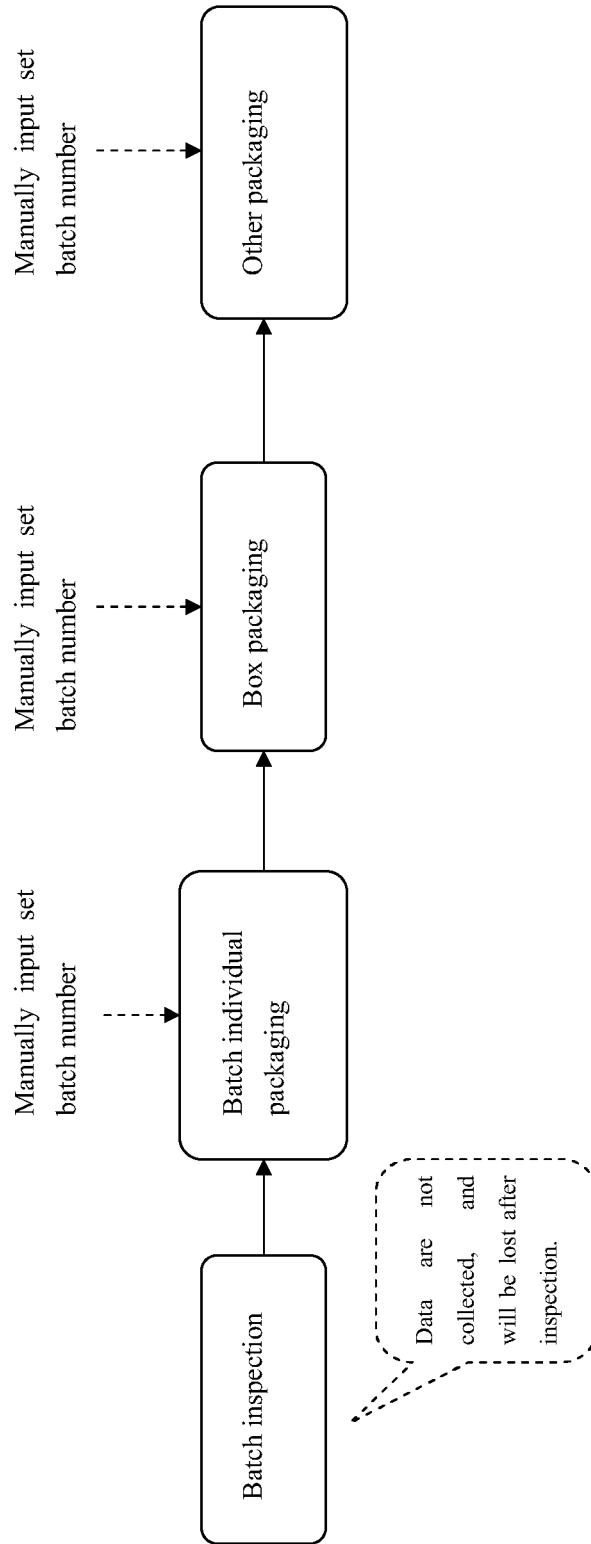 Manually input set
batch number
Manually input set
batch number
Manually input set
batch number
Batch inspection
Batch individual
packaging
Box packaging
Other packaging
Data are not
collected, and
will be lost after
inspection.